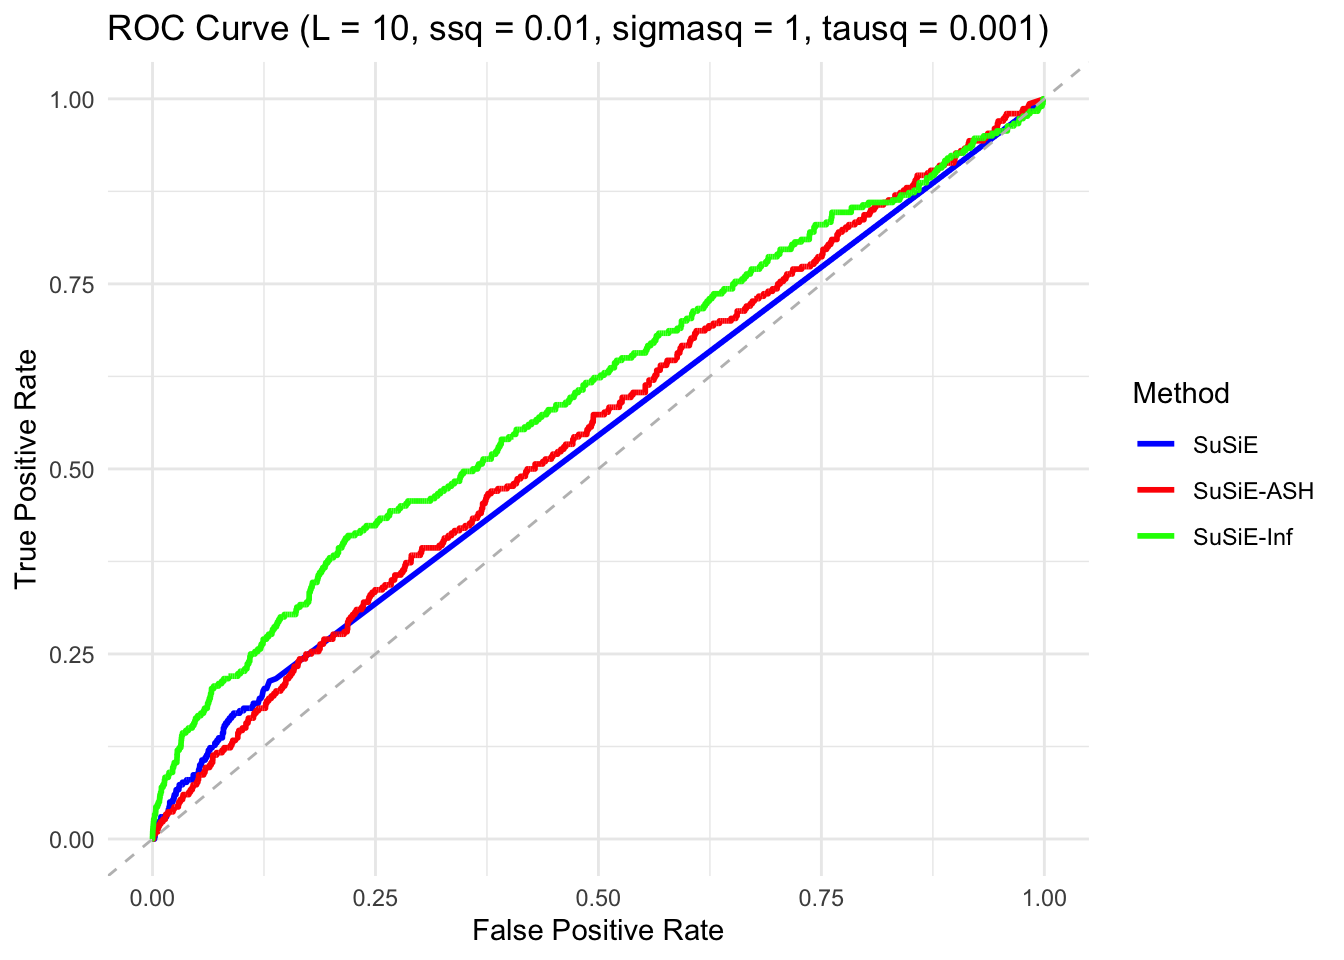 ROC Curve (L = 10, ssq = 0.01, sigmasq = 1, tausq = 0.001)
True Positive Rate
1.00
0.75
0.50
0.25
0.00
0.00 0.25 0.50 0.75 1.00
False Positive Rate
Method
SuSiE
SuSiE-ASH
SuSiE-Inf